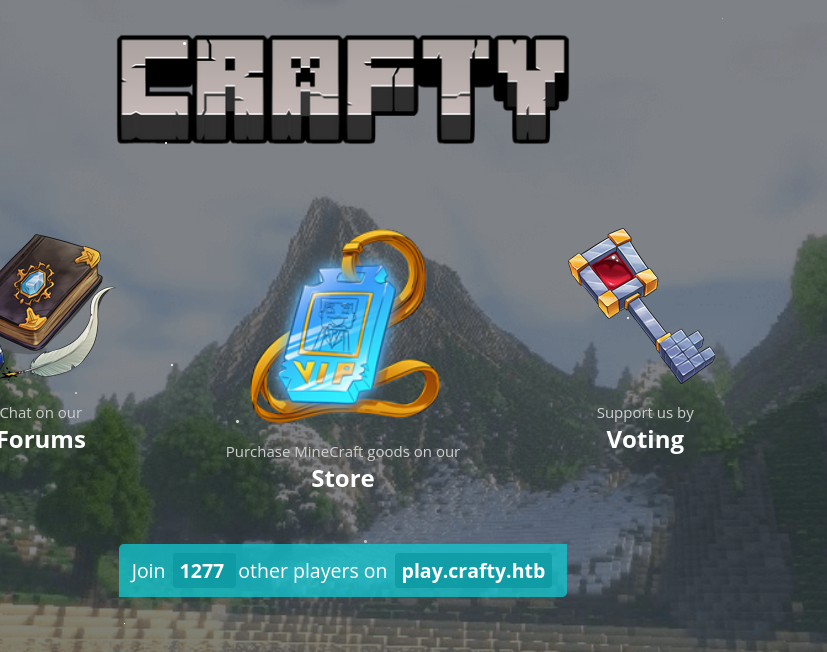 CRAFTY
VIP
Chat on our
Forums
Purchase MineCraft goods on our
Store
Support us by
Voting
Join 1277 other players on play.crafty.htb